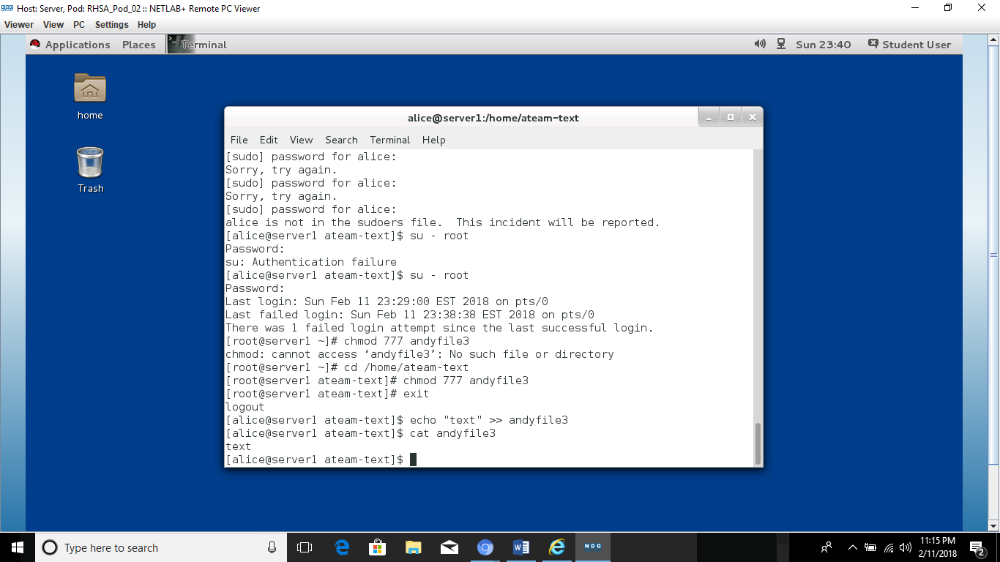 Host: Server, Pod: RHSA_Pod_02 :: NETLAB+ Remote PC Viewer
Viewer View PC Settings Help
Applications Places Terminal Sun 23:40 Student User
home
Trash
alice@server1:/home/ateam-text
File Edit View Search Terminal Help
[sudo] password for alice:
Sorry, try again.
[sudo] password for alice:
Sorry, try again.
[sudo] password for alice:
alice is not in the sudoers file.  This incident will be reported.
[alice@server1 ateam-text]$ su - root
Password:
su: Authentication failure
[alice@server1 ateam-text]$ su - root
Password:
Last login: Sun Feb 11 23:29:00 EST 2018 on pts/0
Last failed login: Sun Feb 11 23:38:38 EST 2018 on pts/0
There was 1 failed login attempt since the last successful login.
[root@server1 ~]# chmod 777 andyfile3
chmod: cannot access ‘andyfile3’: No such file or directory
[root@server1 ~]# cd /home/ateam-text
[root@server1 ateam-text]# chmod 777 andyfile3
[root@server1 ateam-text]# exit
logout
[alice@server1 ateam-text]$ echo "text" >> andyfile3
[alice@server1 ateam-text]$ cat andyfile3
text
[alice@server1 ateam-text]$
Type here to search
NDG
11:15 PM
2/11/2018
2